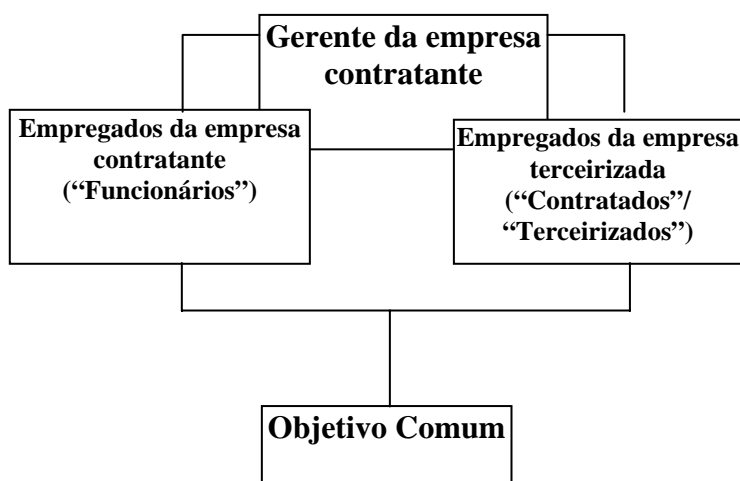 Gerente da empresa
contratante
Empregados da empresa
contratante
(“Funcionários”)
Empregados da empresa
terceirizada
(“Contratados”/
“Terceirizados”)
Objetivo Comum